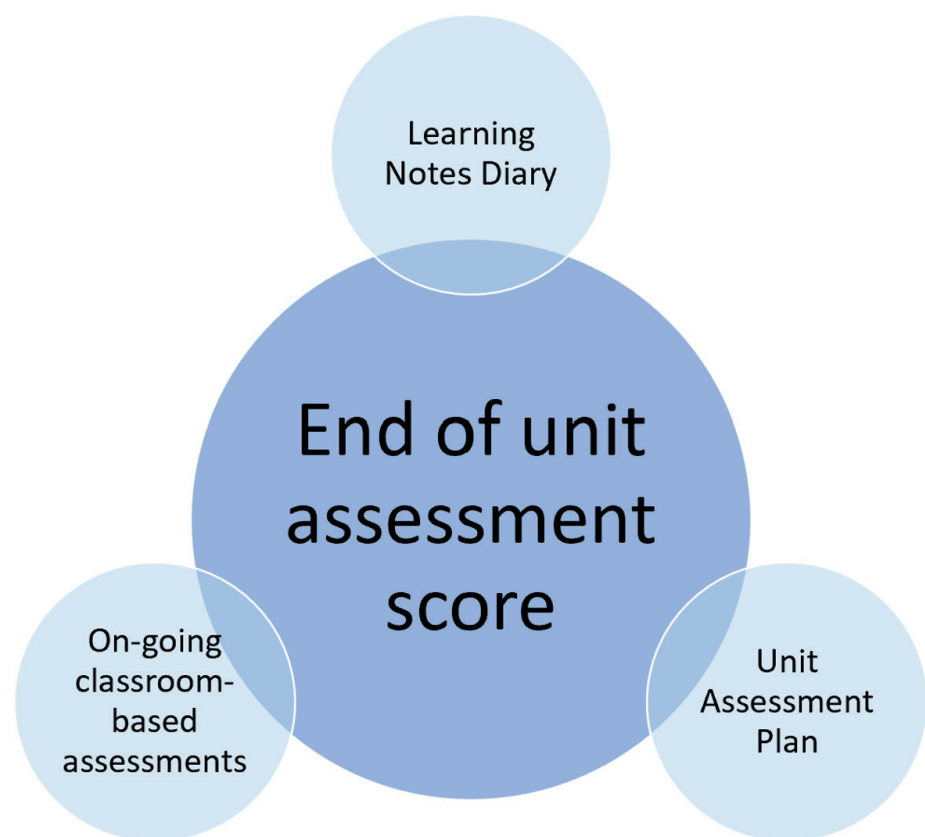 Learning
Notes Diary
End of unit
assessment
score
On-going
classroom-
based
assessments
Unit
Assessment
Plan